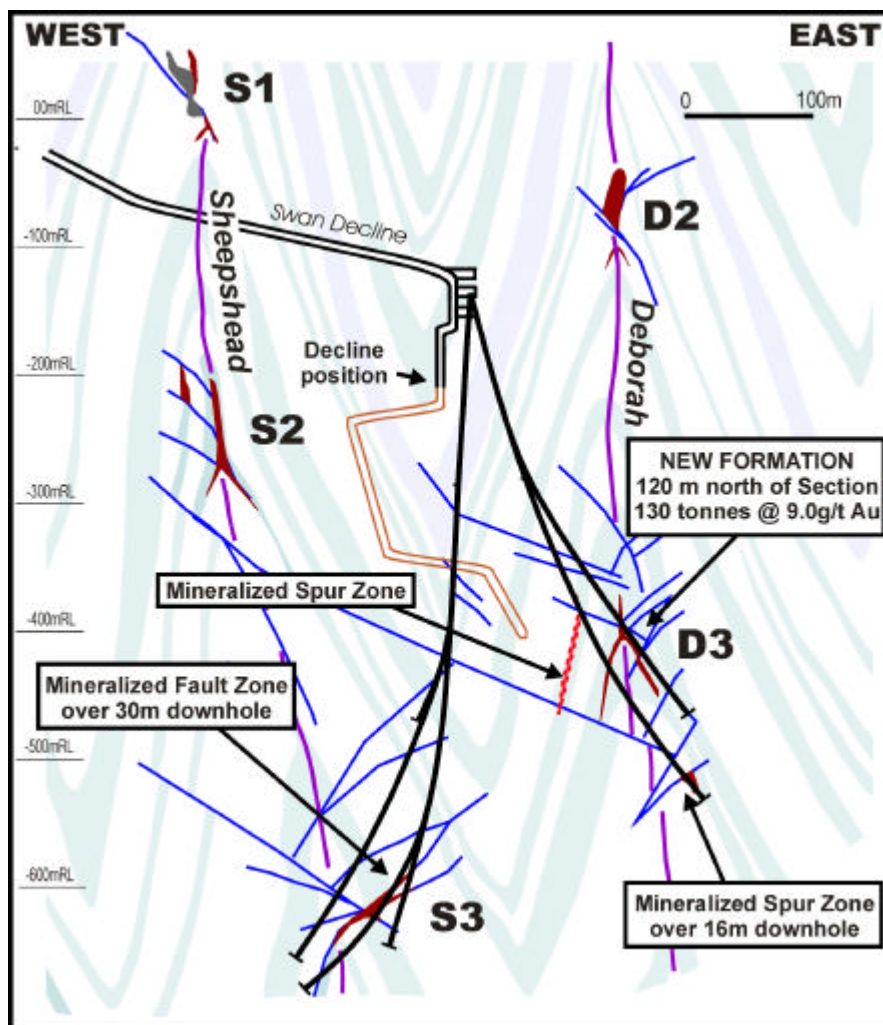 WEST
EAST
S1
0
100m
00mRL
Sheepshead
Swan Decline
D2
-100mRL
Deborah
Decline
position
-200mRL
S2
NEW FORMATION
120 m north of Section
130 tonnes @ 9.0g/t Au
-300mRL
Mineralized Spur Zone
-400mRL
D3
Mineralized Fault Zone
over 30m downhole
-500mRL
-600mRL
S3
Mineralized Spur Zone
over 16m downhole